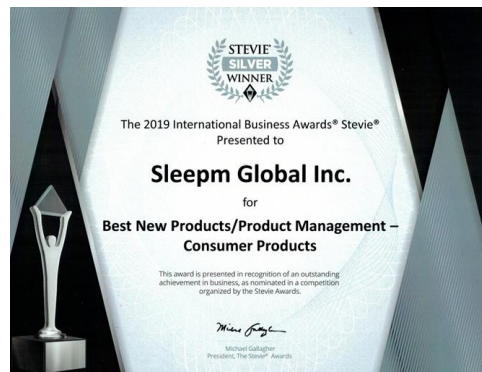 STEVIE®
SILVER
WINNER
The 2019 International Business Awards® Stevie®
Presented to
Sleepm Global Inc.
for
Best New Products/Product Management –
Consumer Products
This award is presented in recognition of an outstanding
achievement in business, as nominated in a competition
organized by the Stevie Awards.
Michael Gallagher
President, The Stevie® Awards